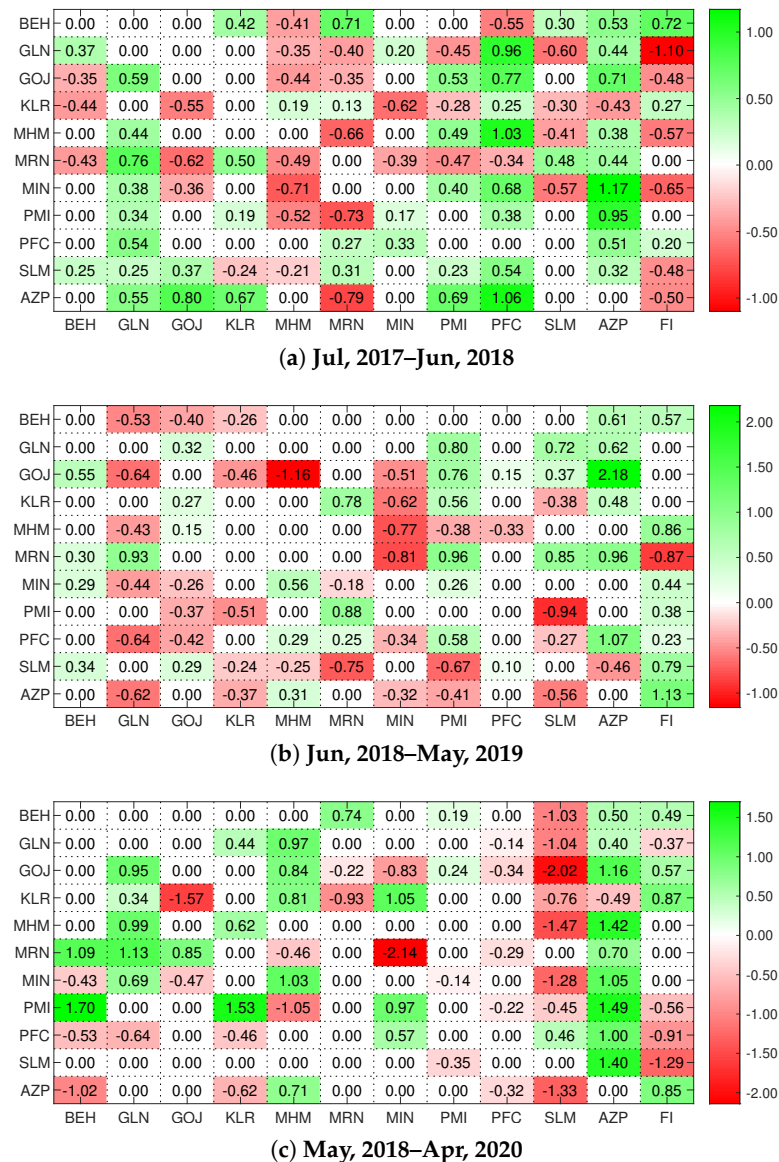 BEH 0.00 0.00 0.00 0.42 -0.41 0.71 0.00 0.00 -0.55 0.30 0.53 0.72
GLN 0.37 0.00 0.00 0.00 -0.35 -0.40 0.20 -0.45 0.96 -0.60 0.44 -1.10
GOJ -0.35 0.59 0.00 0.00 -0.44 -0.35 0.00 0.53 0.77 0.00 0.71 -0.48
KLR -0.44 0.00 -0.55 0.00 0.19 0.13 -0.62 -0.28 0.25 -0.30 -0.43 0.27
MHM 0.00 0.44 0.00 0.00 0.00 -0.66 0.00 0.49 1.03 -0.41 0.38 -0.57
MRN -0.43 0.76 -0.62 0.50 -0.49 0.00 -0.39 -0.47 -0.34 0.48 0.44 0.00
MIN 0.00 0.38 -0.36 0.00 -0.71 0.00 0.00 0.40 0.68 -0.57 1.17 -0.65
PMI 0.00 0.34 0.00 0.19 -0.52 -0.73 0.17 0.00 0.38 0.00 0.95 0.00
PFC 0.00 0.54 0.00 0.00 0.00 0.27 0.33 0.00 0.00 0.00 0.51 0.20
SLM 0.25 0.25 0.37 -0.24 -0.21 0.31 0.00 0.23 0.54 0.00 0.32 -0.48
AZP 0.00 0.55 0.80 0.67 0.00 -0.79 0.00 0.69 1.06 0.00 0.00 -0.50
BEH GLN GOJ KLR MHM MRN MIN PMI PFC SLM AZP FI
1.00
0.50
0.00
-0.50
-1.00
(a) Jul, 2017–Jun, 2018
BEH 0.00 -0.53 -0.40 -0.26 0.00 0.00 0.00 0.00 0.00 0.00 0.61 0.57
GLN 0.00 0.00 0.32 0.00 0.00 0.00 0.00 0.80 0.00 0.72 0.62 0.00
GOJ 0.55 -0.64 0.00 -0.46 -1.16 0.00 -0.51 0.76 0.15 0.37 2.18 0.00
KLR 0.00 0.00 0.27 0.00 0.00 0.78 -0.62 0.56 0.00 -0.38 0.48 0.00
MHM 0.00 -0.43 0.15 0.00 0.00 0.00 -0.77 -0.38 -0.33 0.00 0.00 0.86
MRN 0.30 0.93 0.00 0.00 0.00 0.00 -0.81 0.96 0.00 0.85 0.96 -0.87
MIN 0.29 -0.44 -0.26 0.00 0.56 -0.18 0.00 0.26 0.00 0.00 0.00 0.44
PMI 0.00 0.00 -0.37 -0.51 0.00 0.88 0.00 0.00 0.00 -0.94 0.00 0.38
PFC 0.00 -0.64 -0.42 0.00 0.29 0.25 -0.34 0.58 0.00 -0.27 1.07 0.23
SLM 0.34 0.00 0.29 -0.24 -0.25 -0.75 0.00 -0.67 0.10 0.00 -0.46 0.79
AZP 0.00 -0.62 0.00 -0.37 0.31 0.00 -0.32 -0.41 0.00 -0.56 0.00 1.13
BEH GLN GOJ KLR MHM MRN MIN PMI PFC SLM AZP FI
2.00
1.50
1.00
0.50
0.00
-0.50
-1.00
(b) Jun, 2018–May, 2019
BEH 0.00 0.00 0.00 0.00 0.00 0.74 0.00 0.19 0.00 -1.03 0.50 0.49
GLN 0.00 0.00 0.00 0.44 0.97 0.00 0.00 0.00 -0.14 -1.04 0.40 -0.37
GOJ 0.00 0.95 0.00 0.00 0.84 -0.22 -0.83 0.24 -0.34 -2.02 1.16 0.57
KLR 0.00 0.34 -1.57 0.00 0.81 -0.93 1.05 0.00 0.00 -0.76 -0.49 0.87
MHM 0.00 0.99 0.00 0.62 0.00 0.00 0.00 0.00 0.00 -1.47 1.42 0.00
MRN 1.09 1.13 0.85 0.00 -0.46 0.00 -2.14 0.00 -0.29 0.00 0.70 0.00
MIN -0.43 0.69 -0.47 0.00 1.03 0.00 0.00 -0.14 0.00 -1.28 1.05 0.00
PMI 1.70 0.00 0.00 1.53 -1.05 0.00 0.97 0.00 -0.22 -0.45 1.49 -0.56
PFC -0.53 -0.64 0.00 -0.46 0.00 0.00 0.57 0.00 0.00 0.46 1.00 -0.91
SLM 0.00 0.00 0.00 0.00 0.00 0.00 0.00 -0.35 0.00 0.00 1.40 -1.29
AZP -1.02 0.00 0.00 -0.62 0.71 0.00 0.00 0.00 -0.32 -1.33 0.00 0.85
BEH GLN GOJ KLR MHM MRN MIN PMI PFC SLM AZP FI
1.50
1.00
0.50
0.00
-0.50
-1.00
-1.50
-2.00
(c) May, 2018–Apr, 2020